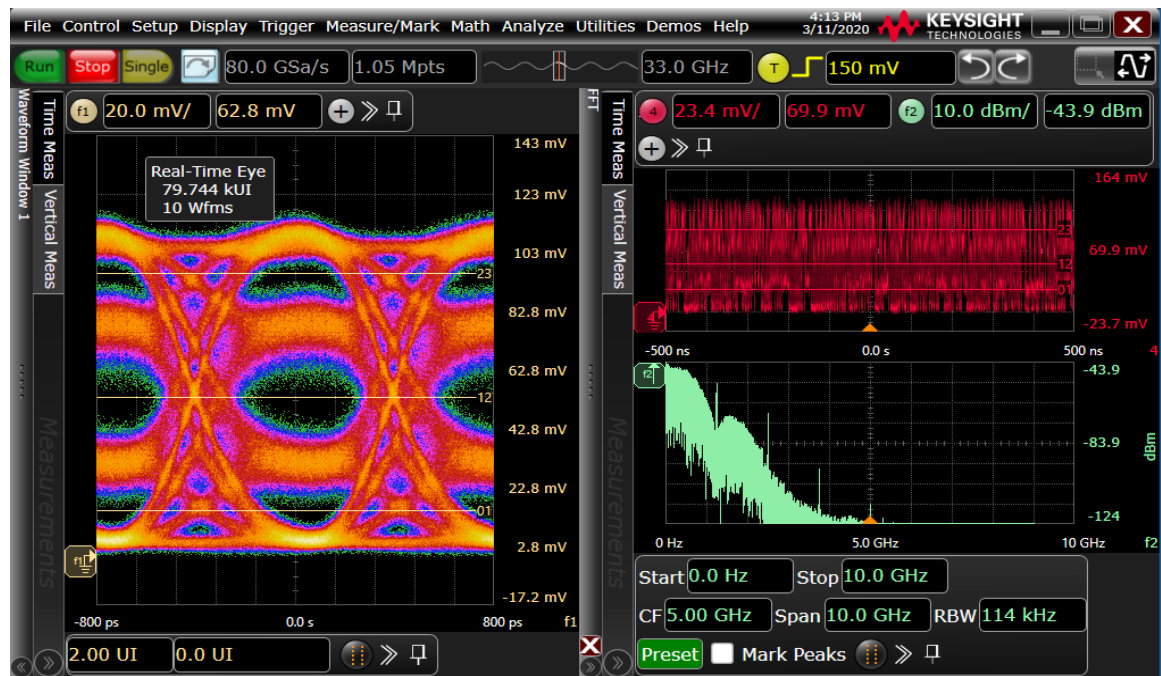 File Control Setup Display Trigger Measure/Mark Math Analyze Utilities Demos Help
4:13 PM
3/11/2020
KEYSIGHT
TECHNOLOGIES
Run Stop Single 80.0 GSa/s 1.05 Mpts 33.0 GHz T 150 mV
Waveform Window 1
Time Meas
Vertical Meas
Measurements
f1 20.0 mV/ 62.8 mV
Real-Time Eye
79.744 kUI
10 Wfms
143 mV
123 mV
103 mV
23
82.8 mV
62.8 mV
12
42.8 mV
22.8 mV
01
2.8 mV
f1
-17.2 mV
-800 ps 0.0 s 800 ps f1
2.00 UI 0.0 UI
FFT
Time Meas
Vertical Meas
Measurements
4 23.4 mV/ 69.9 mV f2 10.0 dBm/ -43.9 dBm
164 mV
23
69.9 mV
12
01
4
-23.7 mV
-500 ns 0.0 s 500 ns 4
f2
-43.9
-83.9
dBm
-124
0 Hz 5.0 GHz 10 GHz f2
Start 0.0 Hz Stop 10.0 GHz
CF 5.00 GHz Span 10.0 GHz RBW 114 kHz
Preset Mark Peaks